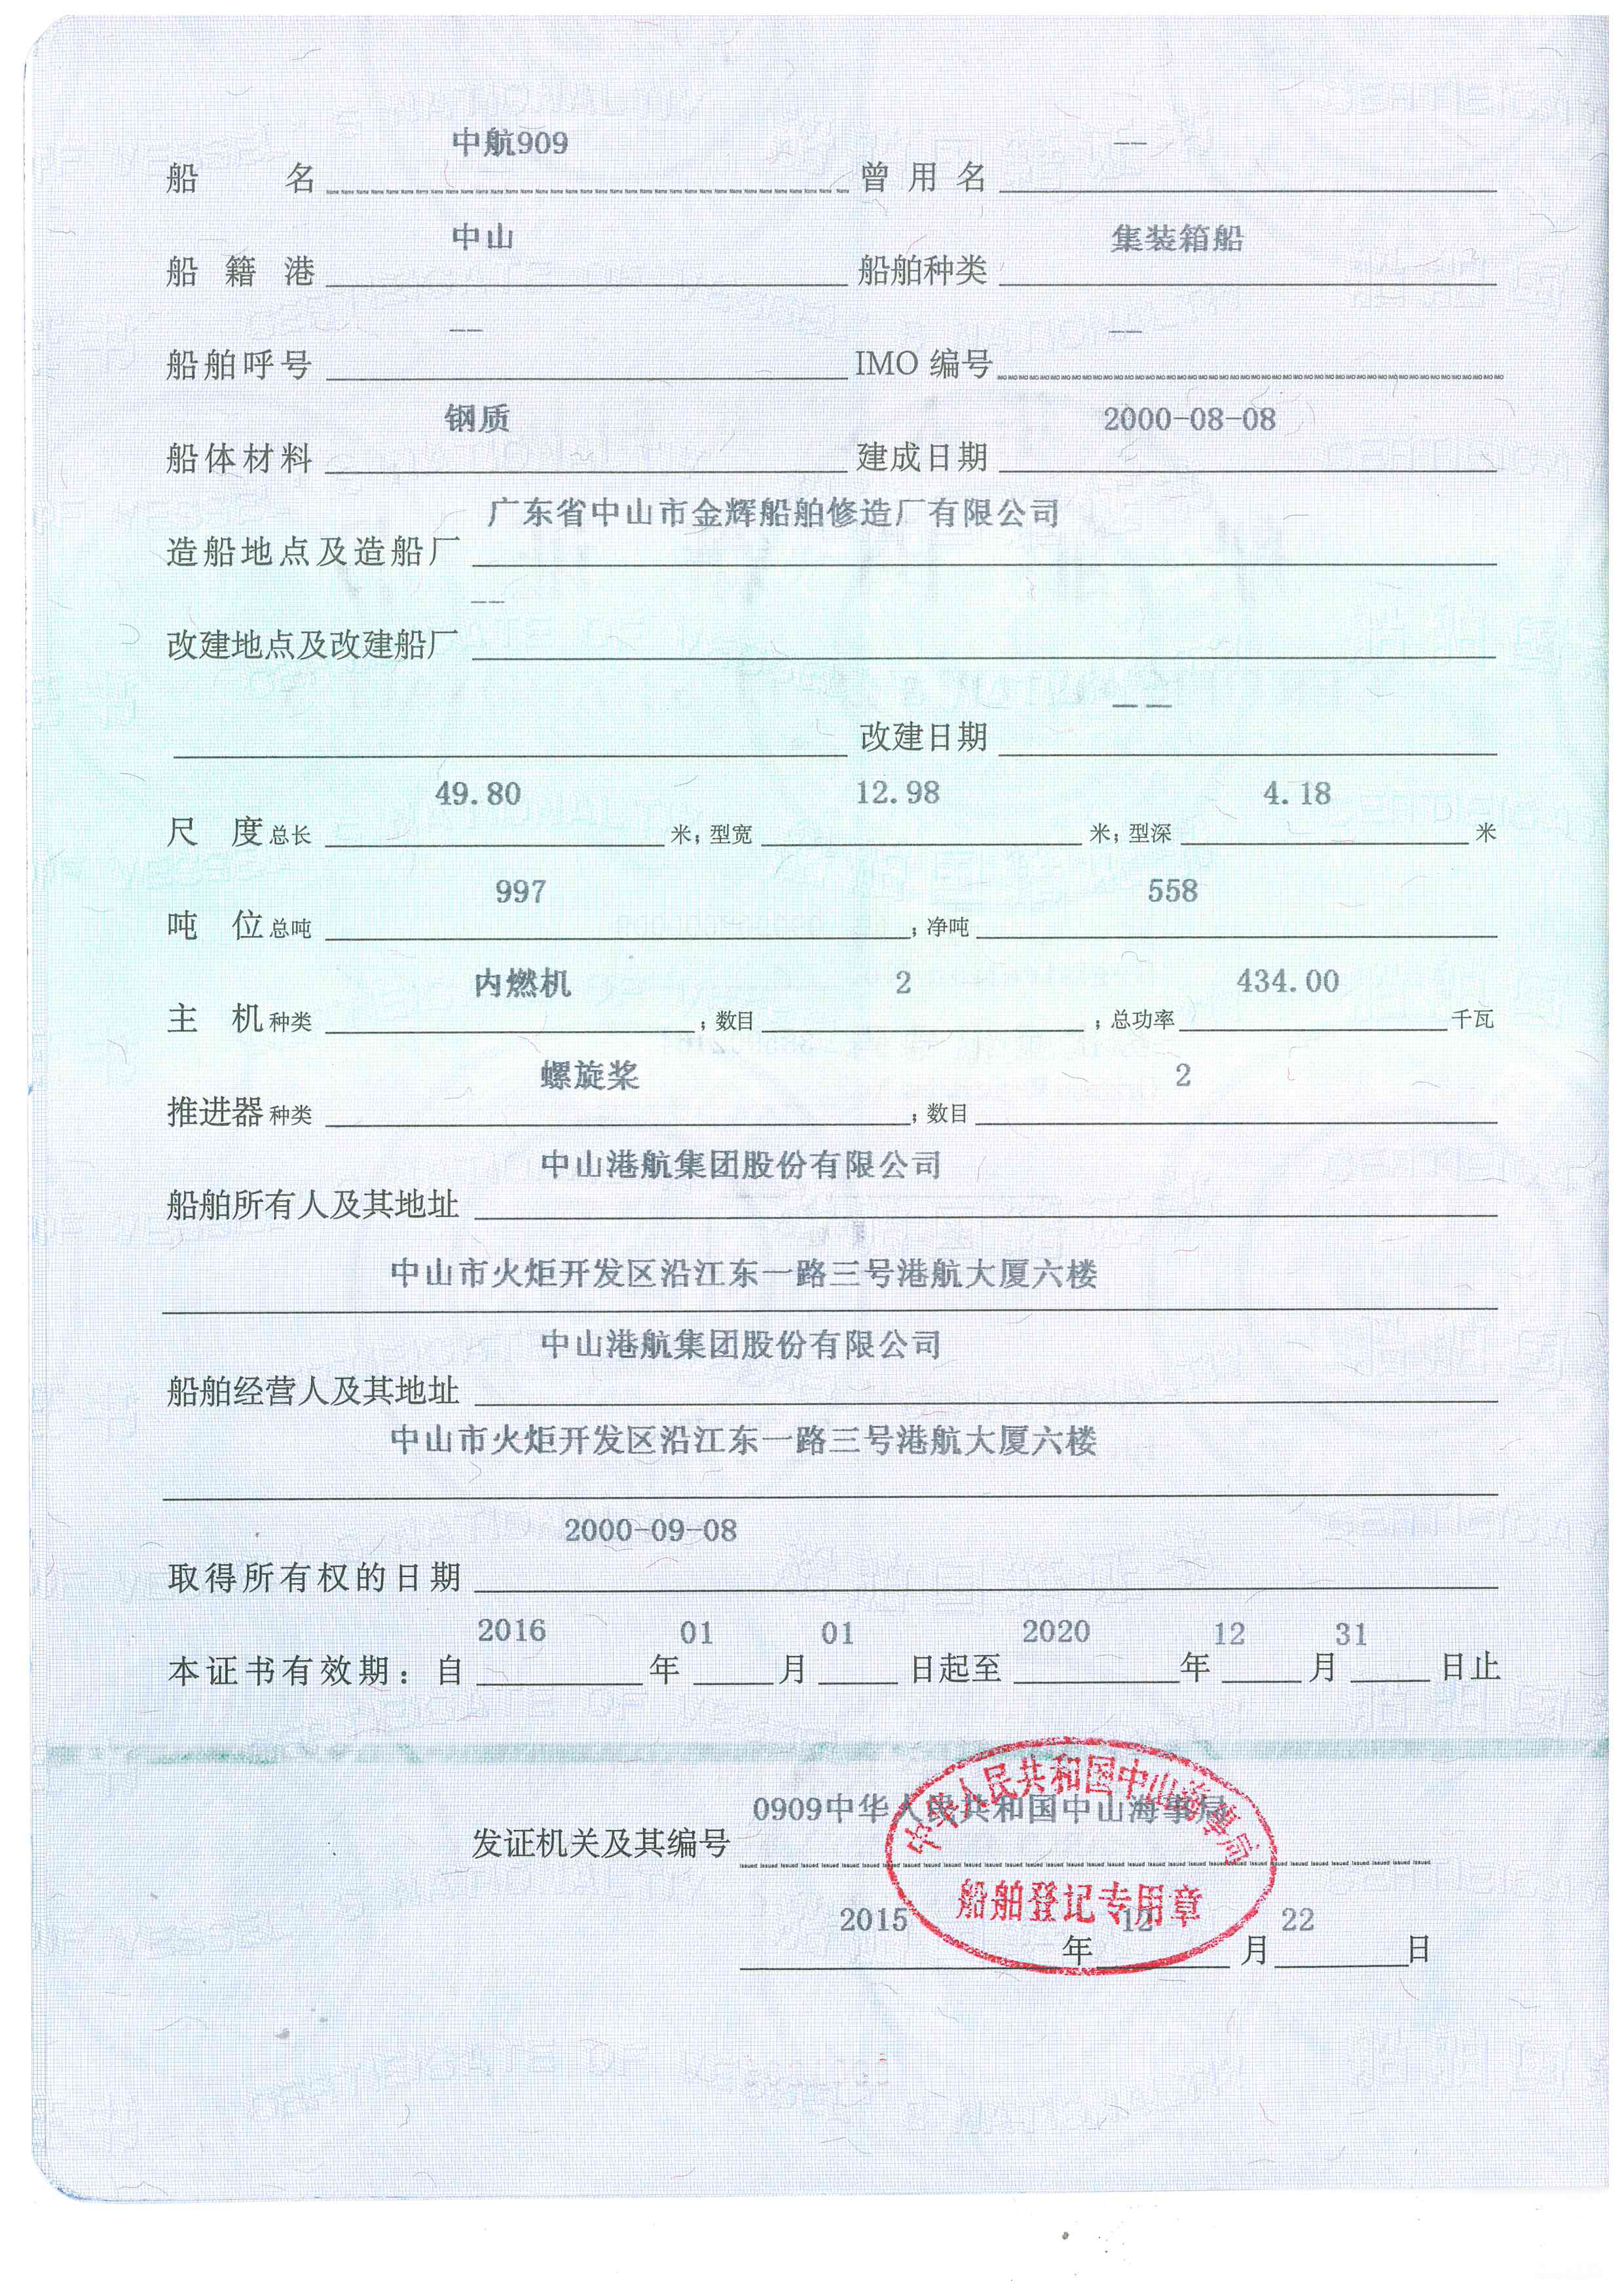 船名 中航909 曾用名 ——
船籍港 中山 船舶种类 集装箱船
船舶呼号 —— IMO 编号 ——
船体材料 钢质 建成日期 2000-08-08
造船地点及造船厂 广东省中山市金辉船舶修造厂有限公司
改建地点及改建船厂 ——
改建日期 — —
尺度 总长 49.80 米; 型宽 12.98 米; 型深 4.18 米
吨位 总吨 997 ; 净吨 558
主机 种类 内燃机 ; 数目 2 ; 总功率 434.00 千瓦
推进器 种类 螺旋桨 ; 数目 2
船舶所有人及其地址 中山港航集团股份有限公司
中山市火炬开发区沿江东一路三号港航大厦六楼
船舶经营人及其地址 中山港航集团股份有限公司
中山市火炬开发区沿江东一路三号港航大厦六楼
取得所有权的日期 2000-09-08
本证书有效期: 自 2016 年 01 月 01 日起至 2020 年 12 月 31 日止
发证机关及其编号 0909中华人民共和国中山海事局
中华人民共和国中山海事局
船舶登记专用章
2015 年 12 月 22 日